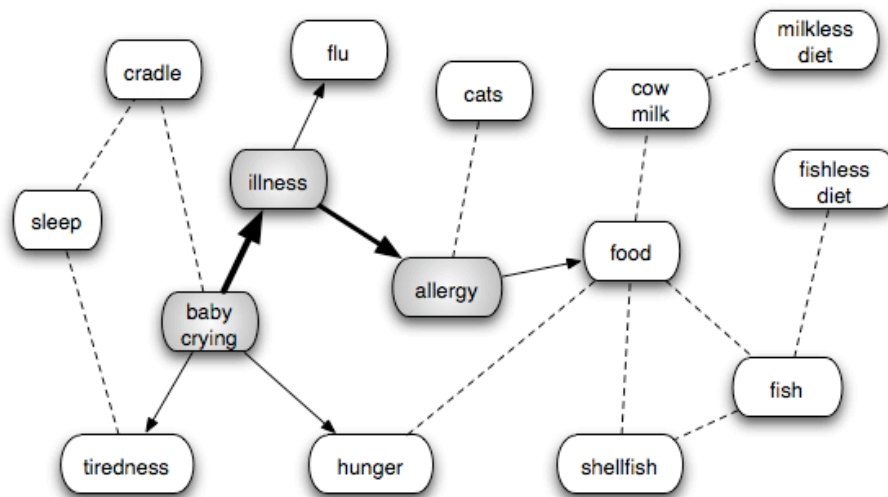 flu
milkless
diet
cradle
cats
cow
milk
illness
fishless
diet
sleep
food
allergy
baby
crying
fish
tiredness
hunger
shellfish